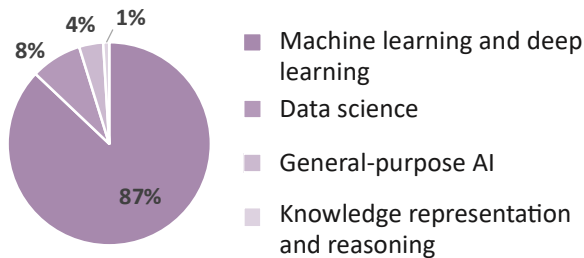 1%
4%
8%
87%
Machine learning and deep
learning
Data science
General-purpose AI
Knowledge representation
and reasoning